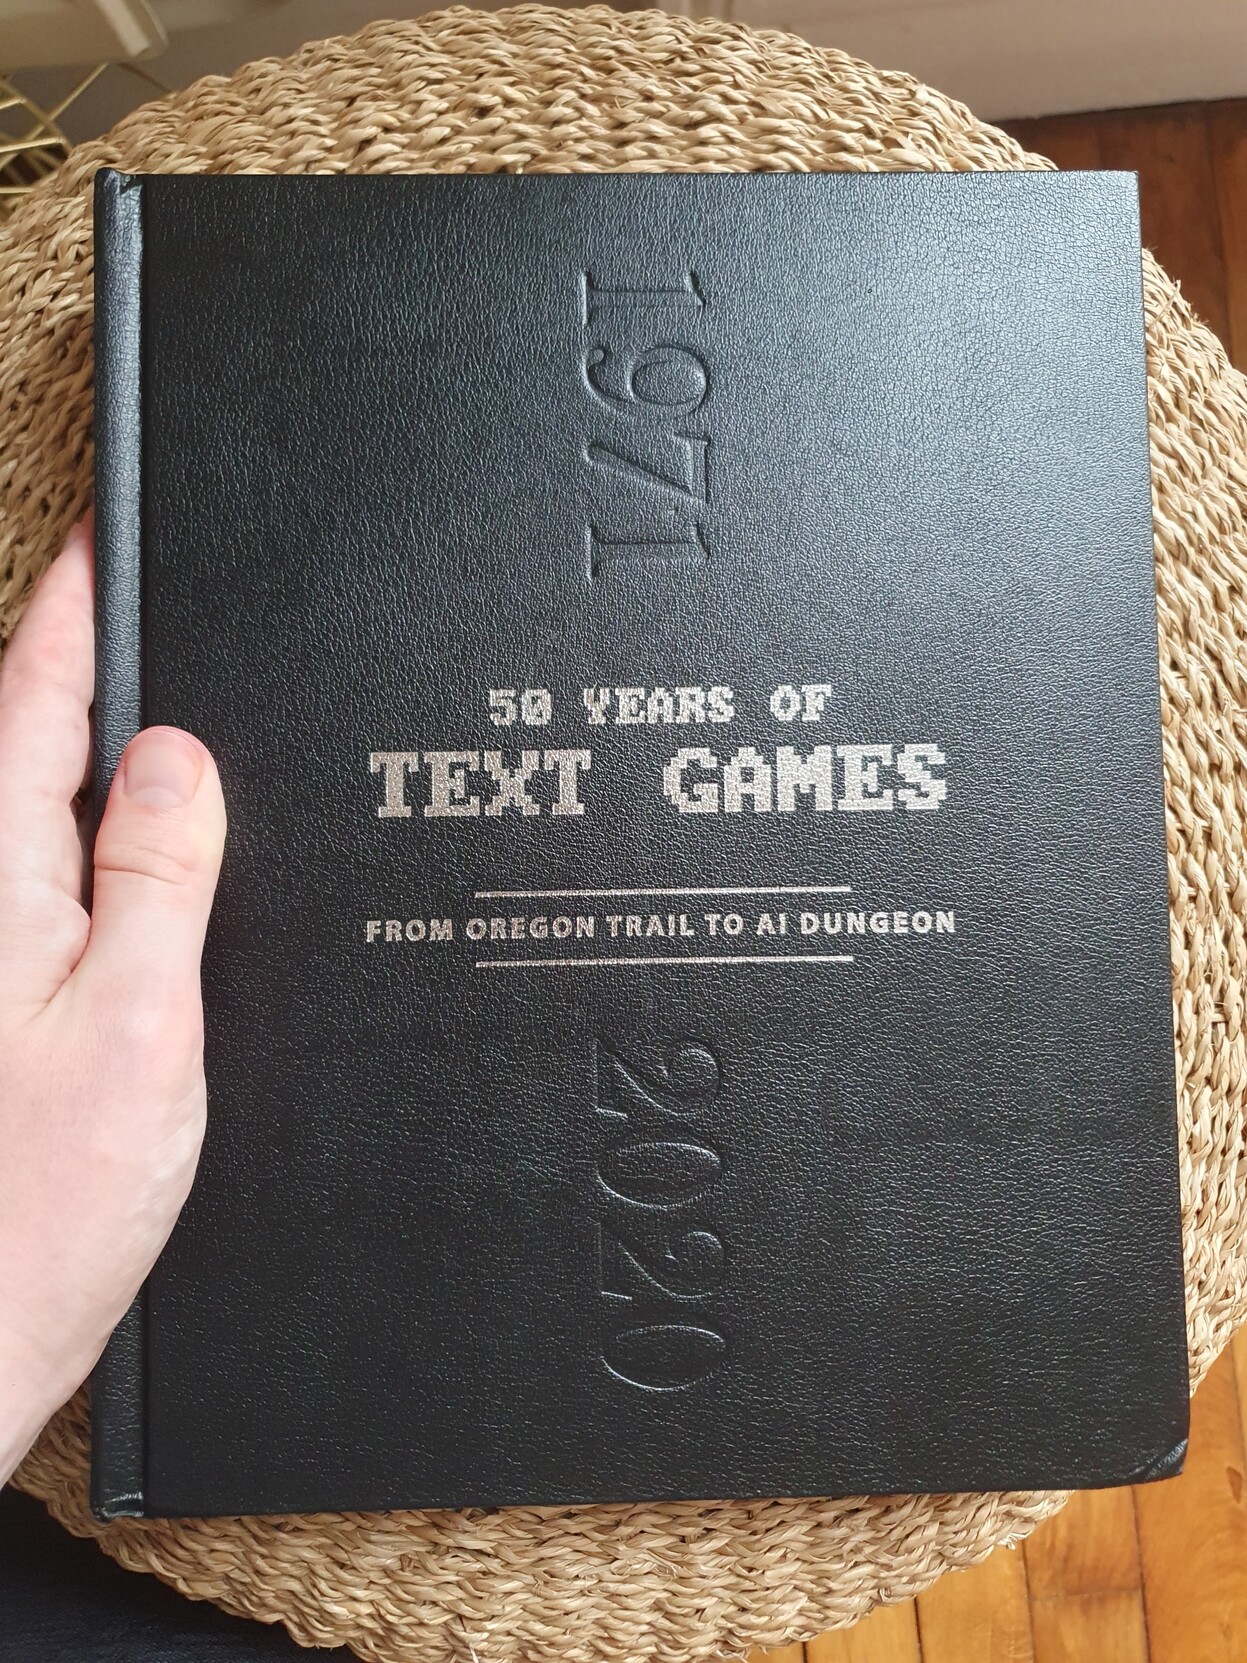 1971
50 YEARS OF
TEXT GAMES
FROM OREGON TRAIL TO AI DUNGEON
2020